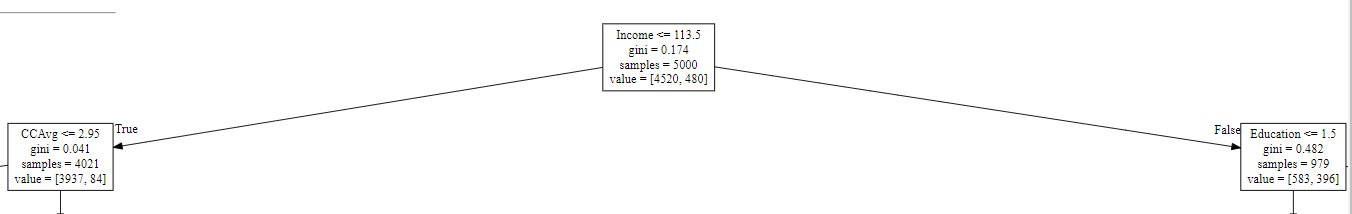 Income <= 113.5
gini = 0.174
samples = 5000
value = [4520, 480]
True
False
CCAvg <= 2.95
gini = 0.041
samples = 4021
value = [3937, 84]
Education <= 1.5
gini = 0.482
samples = 979
value = [583, 396]